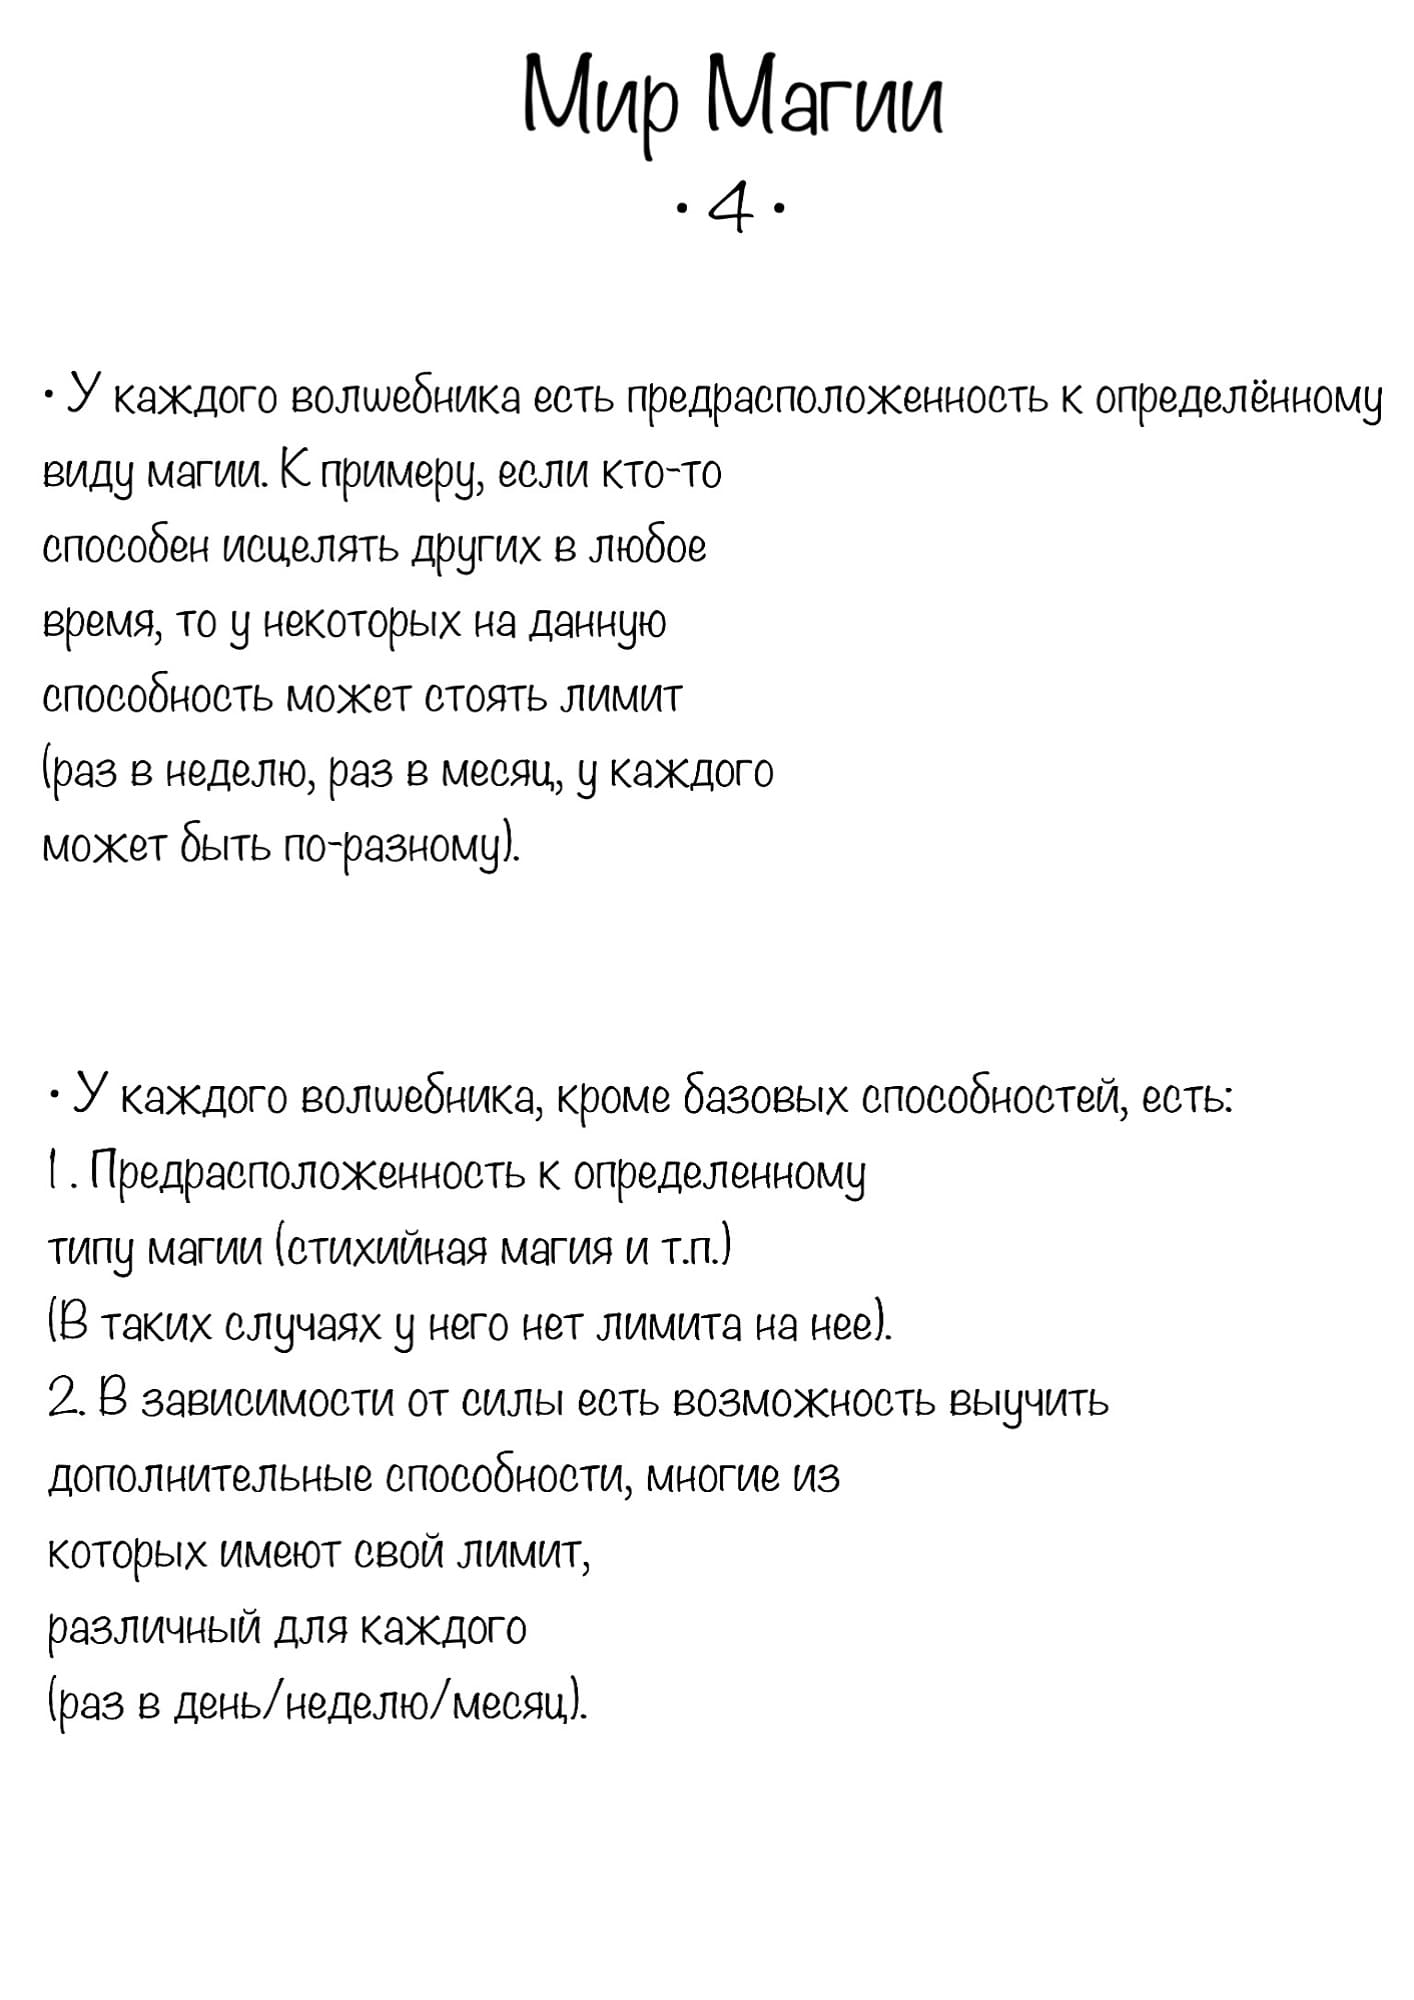 Мир Магии
• 4 •
• У каждого волшебника есть предрасположенность к определённому
виду магии. К примеру, если кто-то
способен исцелять других в любое
время, то у некоторых на данную
способность может стоять лимит
(раз в неделю, раз в месяц, у каждого
может быть по-разному).
• У каждого волшебника, кроме базовых способностей, есть:
1. Предрасположенность к определенному
типу магии (стихийная магия и т.п.)
(В таких случаях у него нет лимита на нее).
2. В зависимости от силы есть возможность выучить
дополнительные способности, многие из
которых имеют свой лимит,
различный для каждого
(раз в день/неделю/месяц).